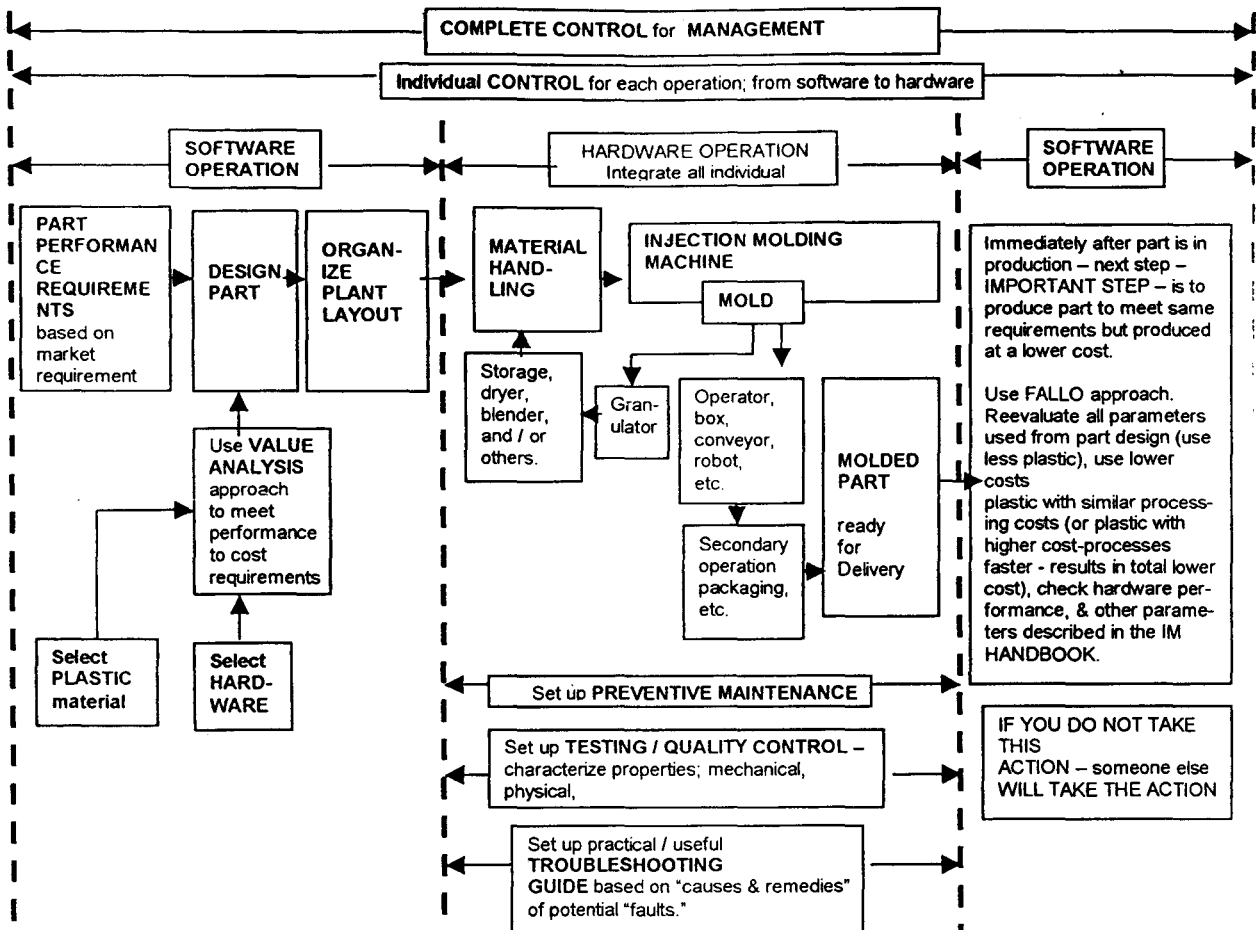 COMPLETE CONTROL for MANAGEMENT
Individual CONTROL for each operation; from software to hardware
SOFTWARE
OPERATION
HARDWARE OPERATION
Integrate all individual
SOFTWARE
OPERATION
PART
PERFORMAN
CE
REQUIREME
NTS
based on
market
requirement
DESIGN
PART
ORGAN-
IZE
PLANT
LAYOUT
MATERIAL
HAND-
LING
INJECTION MOLDING
MACHINE
MOLD
Storage,
dryer,
blender,
and / or
others.
Gran-
ulator
Operator,
box,
conveyor,
robot,
etc.
Secondary
operation
packaging,
etc.
MOLDED
PART
ready
for
Delivery
Use VALUE
ANALYSIS
approach
to meet
performance
to cost
requirements
Select
PLASTIC
material
Select
HARD-
WARE
Set up PREVENTIVE MAINTENANCE
Set up TESTING / QUALITY CONTROL –
characterize properties; mechanical,
physical,
Set up practical / useful
TROUBLESHOOTING
GUIDE based on "causes & remedies"
of potential "faults."
Immediately after part is in
production – next step –
IMPORTANT STEP – is to
produce part to meet same
requirements but produced
at a lower cost.
Use FALLO approach.
Reevaluate all parameters
used from part design (use
less plastic), use lower
costs
plastic with similar process-
ing costs (or plastic with
higher cost-processes
faster - results in total lower
cost), check hardware per-
formance, & other parame-
ters described in the IM
HANDBOOK.
IF YOU DO NOT TAKE
THIS
ACTION – someone else
WILL TAKE THE ACTION